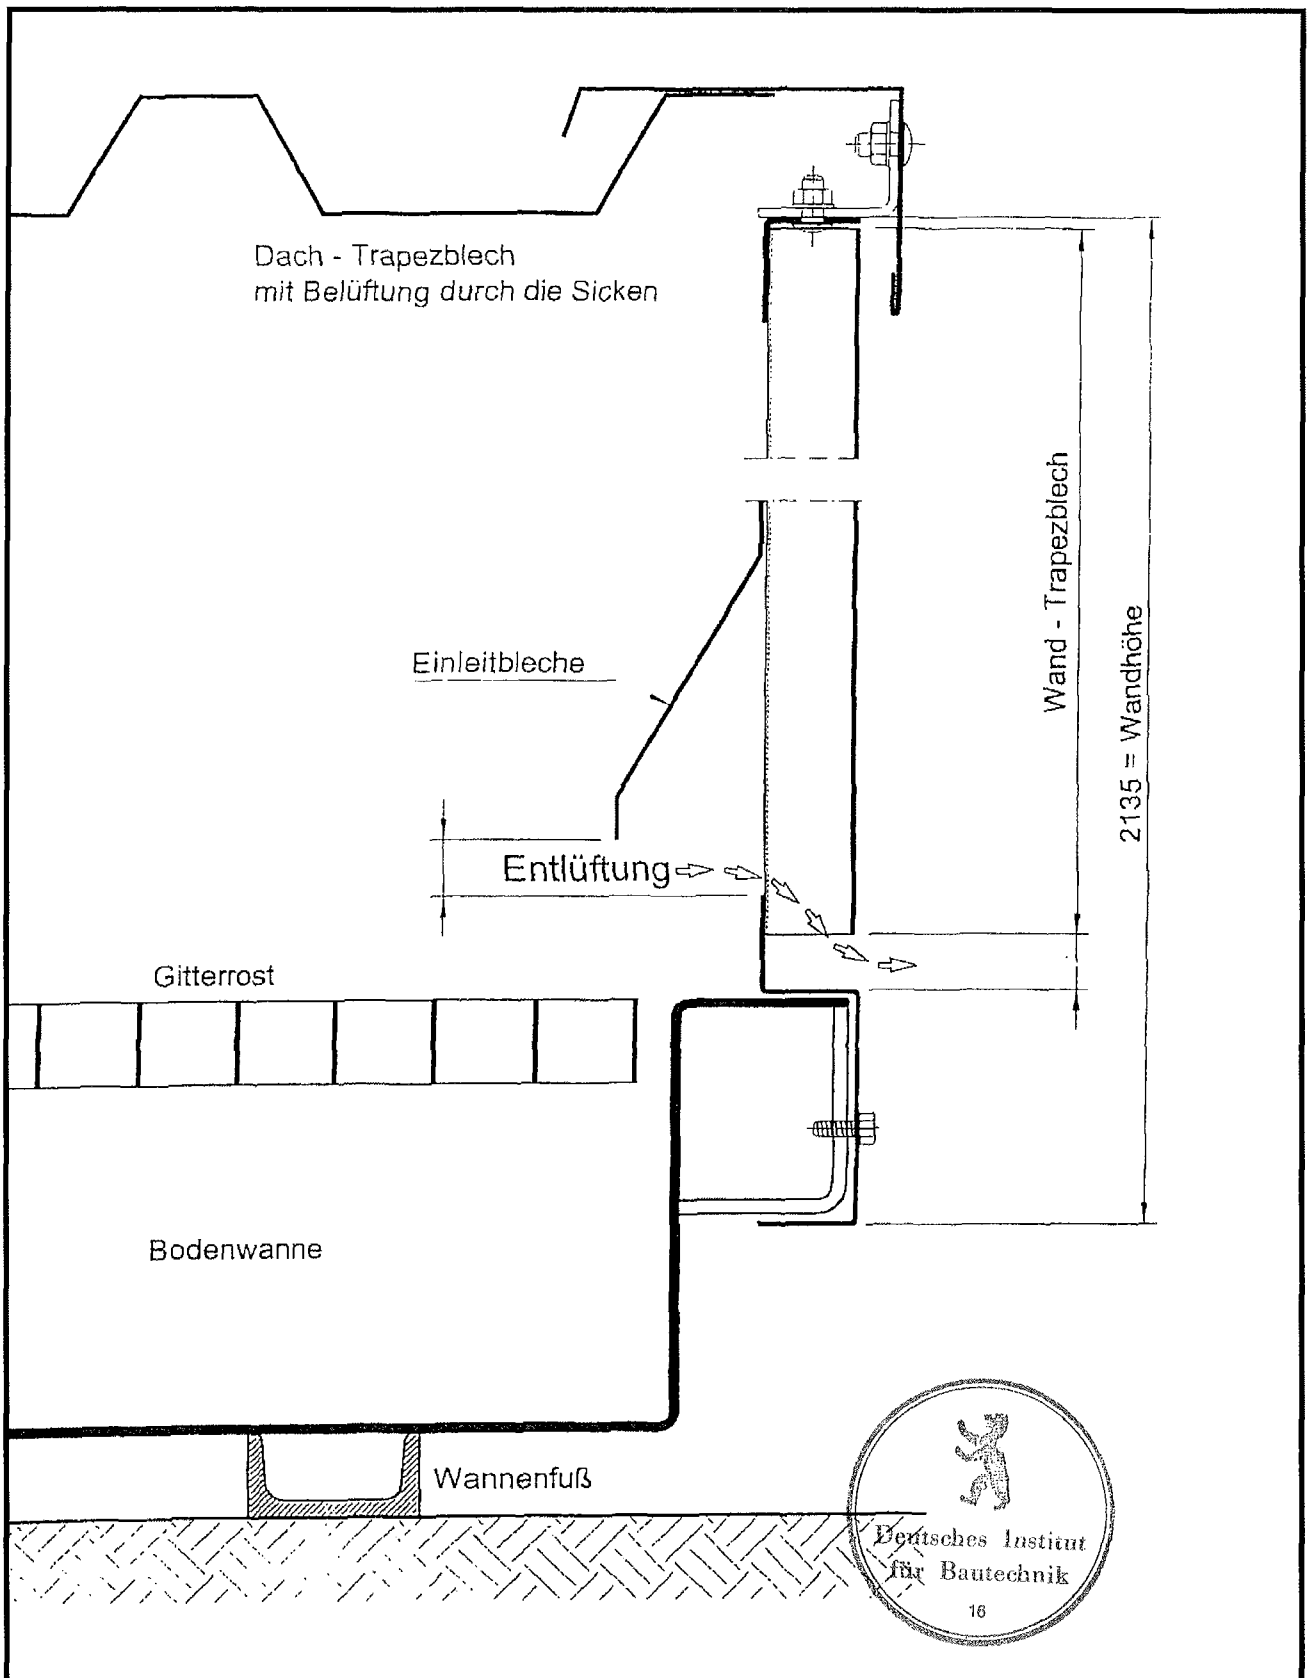 Dach - Trapezblech
mit Belüftung durch die Sicken
Wand - Trapezblech
2135 = Wandhöhe
Einleitbleche
Entlüftung
Gitterrost
Bodenwanne
Wannenfuß
Deutsches Institut
für Bautechnik
16